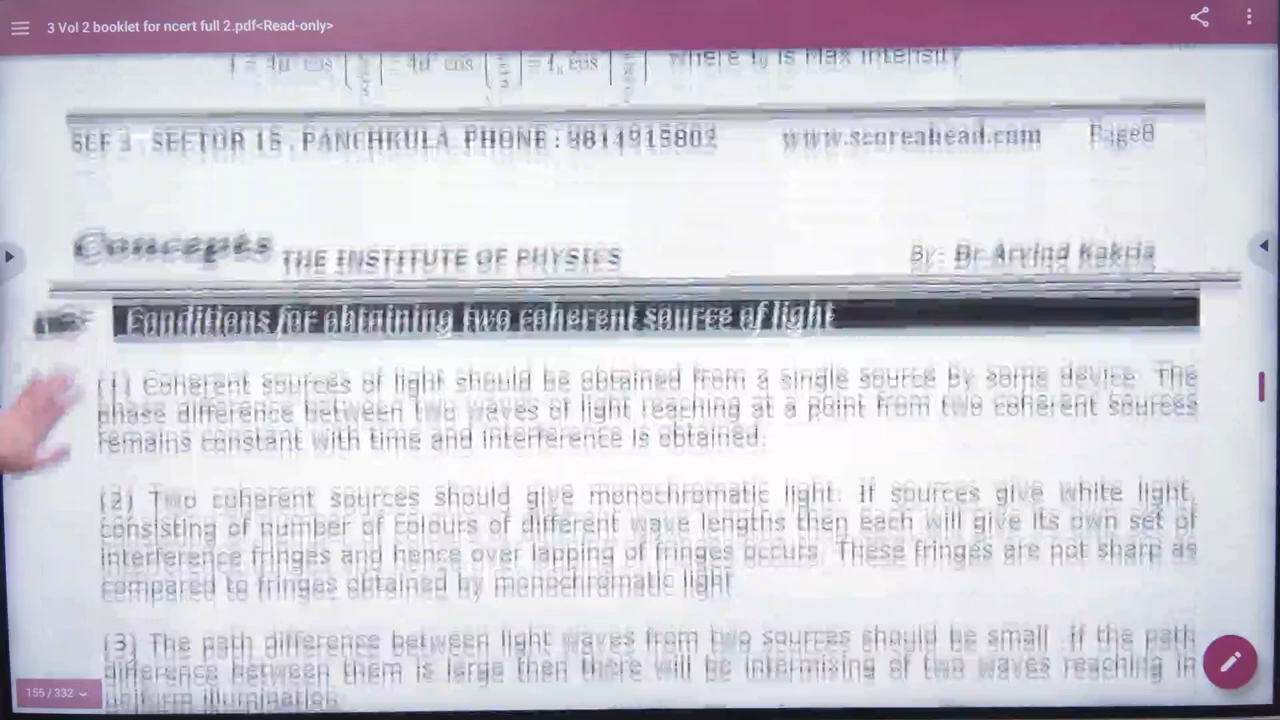 3 Vol 2 booklet for ncert full 2.pdf<Read-only>
where I₀ is Max intensity
SCF 3 , SECTOR 16 , PANCHKULA PHONE : 9814915802 www.scoreahead.com Page8
Concepts THE INSTITUTE OF PHYSICS By: Dr Arvind Kakria
Conditions for obtaining two coherent source of light
(1) Coherent sources of light should be obtained from a single source by some device. The
phase difference between two waves of light reaching at a point from two coherent sources
remains constant with time and interference is obtained.
(2) Two coherent sources should give monochromatic light. If sources give white light,
consisting of number of colours of different wave lengths then each will give its own set of
interference fringes and hence over lapping of fringes occurs. These fringes are not sharp as
compared to fringes obtained by monochromatic light
(3) The path difference between light waves from two sources should be small. If the path
difference between them is large then there will be intermixing of two waves reaching in
uniform illumination.
155 / 332